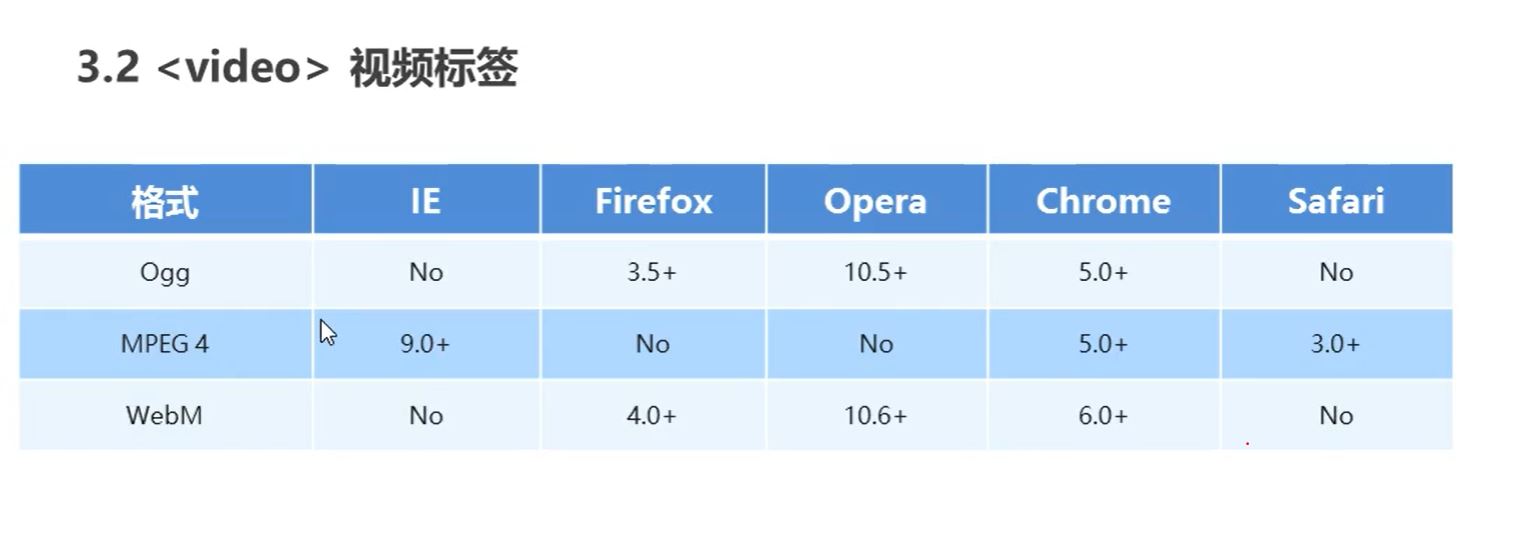 3.2 <video> 视频标签
格式 IE Firefox Opera Chrome Safari
Ogg No 3.5+ 10.5+ 5.0+ No
MPEG 4 9.0+ No No 5.0+ 3.0+
WebM No 4.0+ 10.6+ 6.0+ No